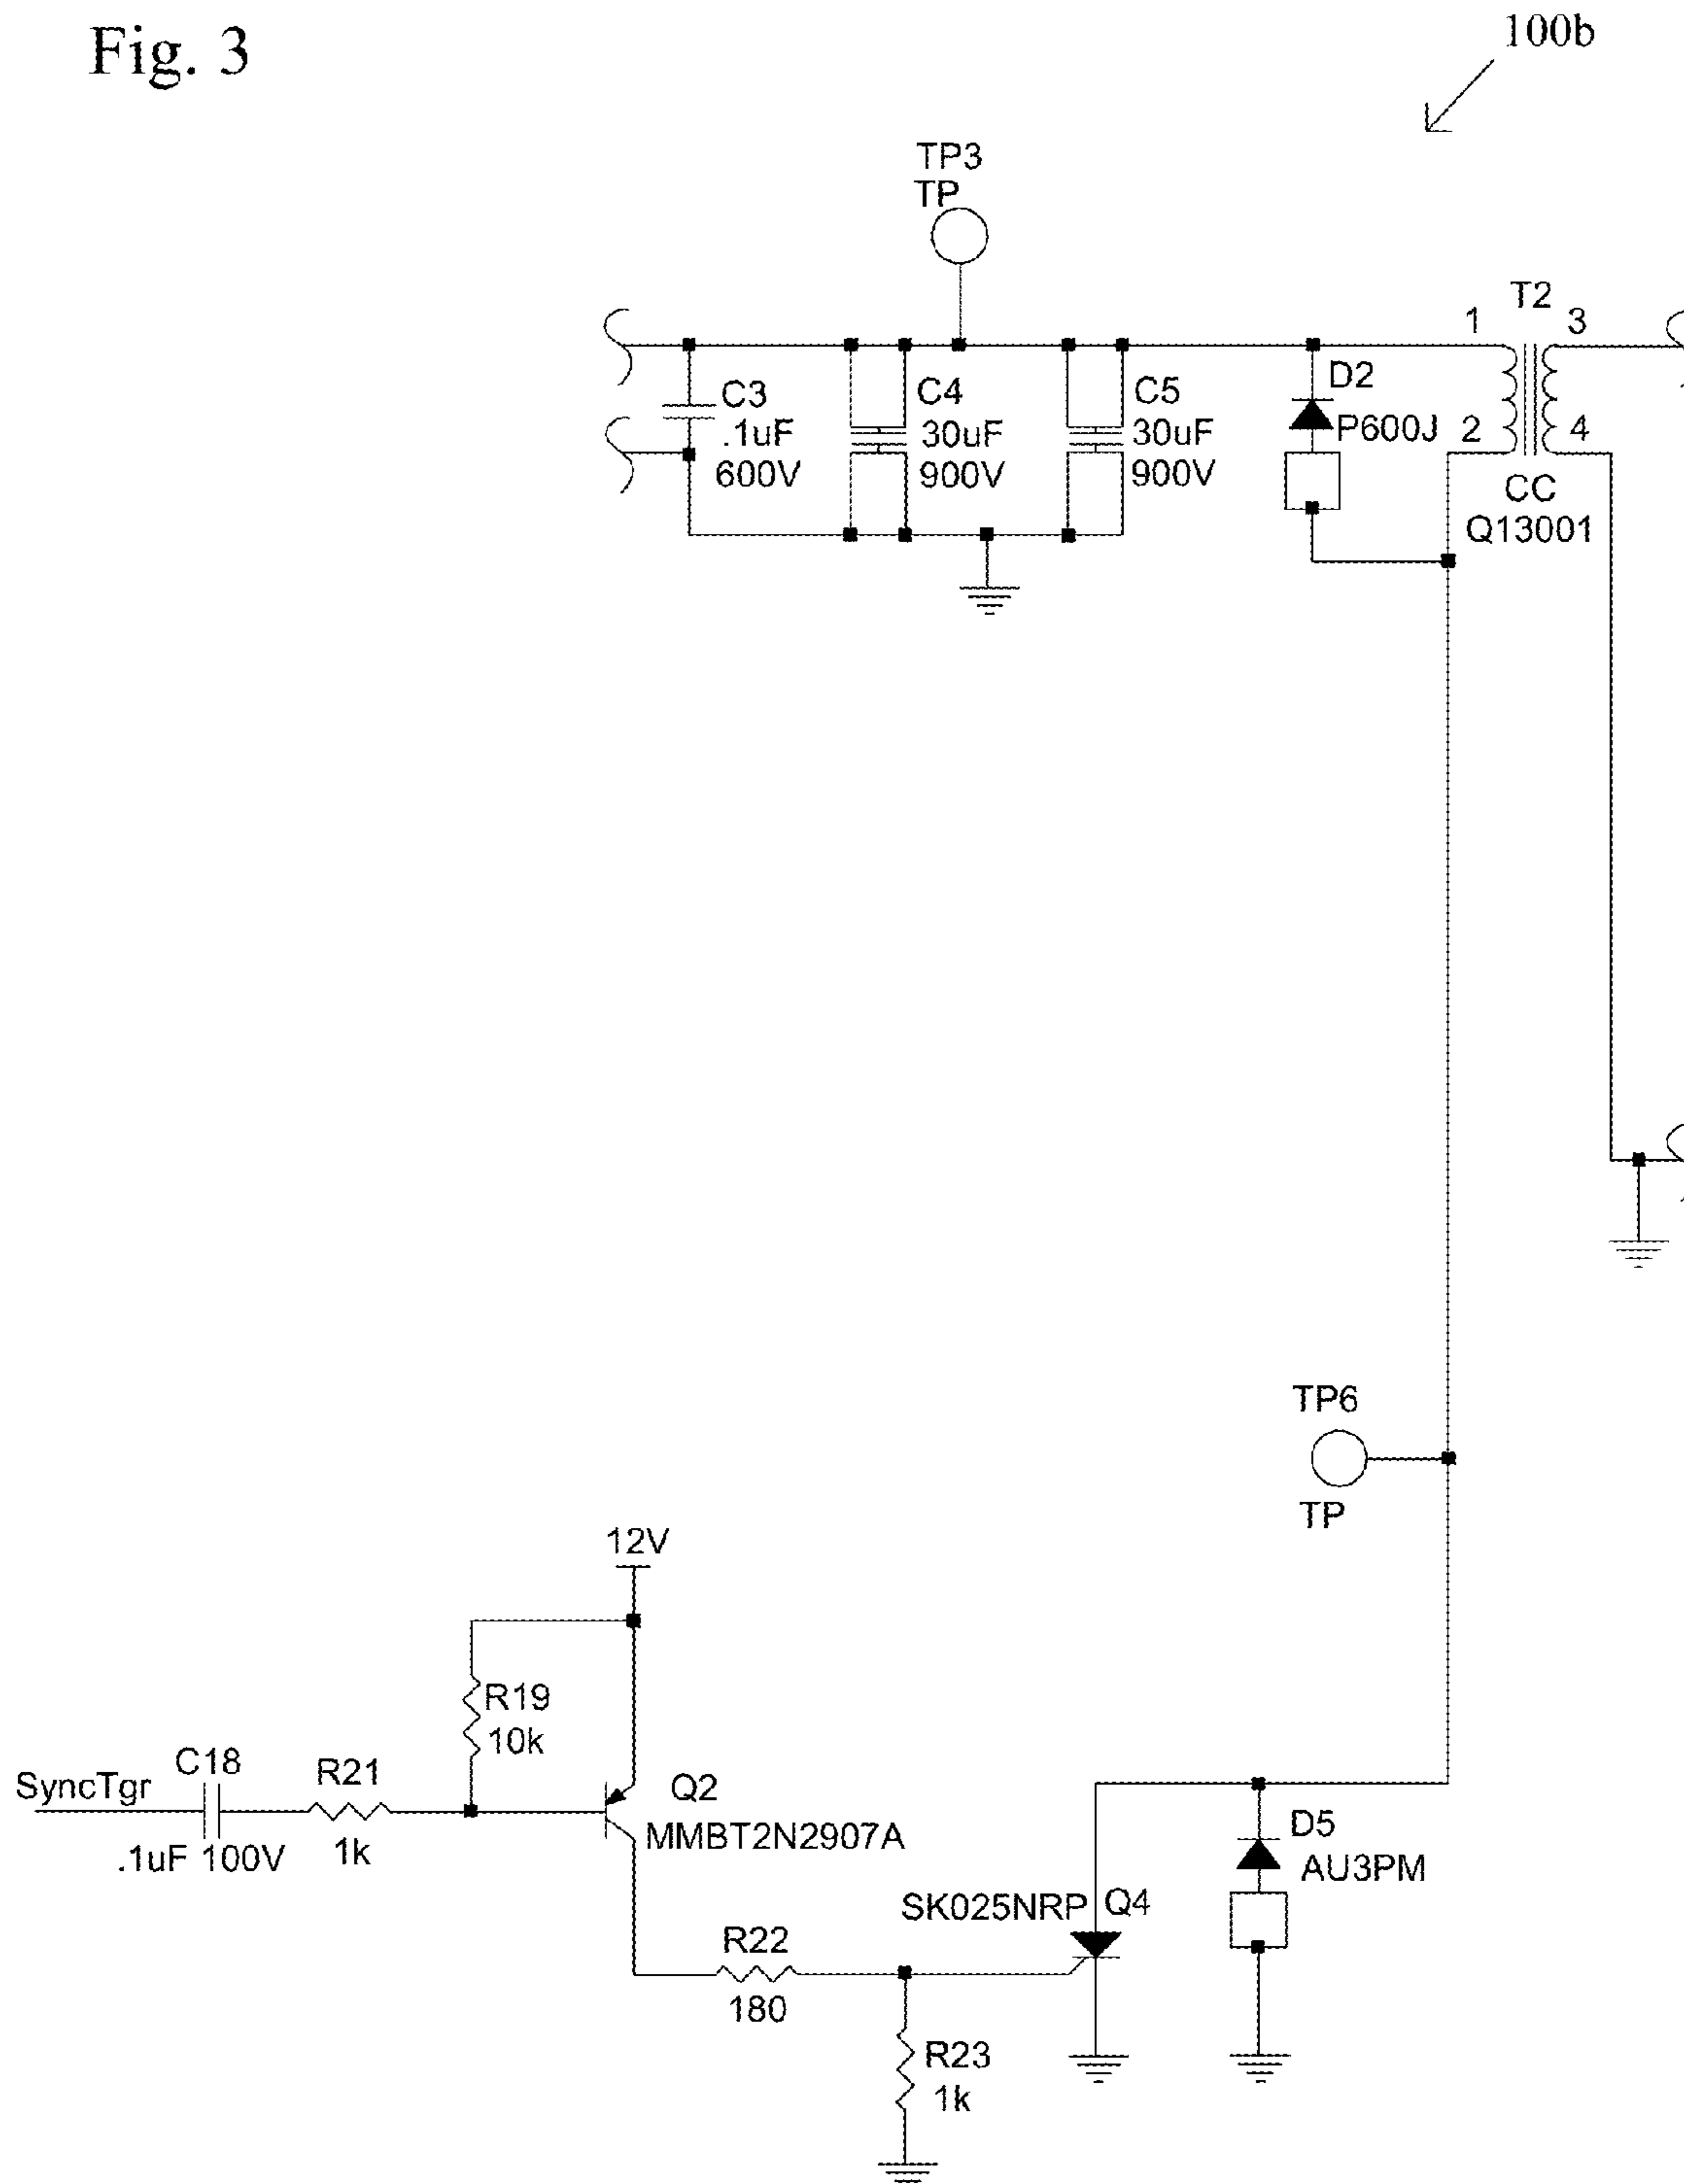 Fig. 3
100b
TP3
TP
T2
1
3
C3
.1uF
600V
C4
30uF
900V
C5
30uF
900V
D2
P600J
2
4
CC
Q13001
TP6
TP
12V
R19
10k
SyncTgr
C18
.1uF 100V
R21
1k
Q2
MMBT2N2907A
D5
AU3PM
SK025NRP
Q4
R22
180
R23
1k